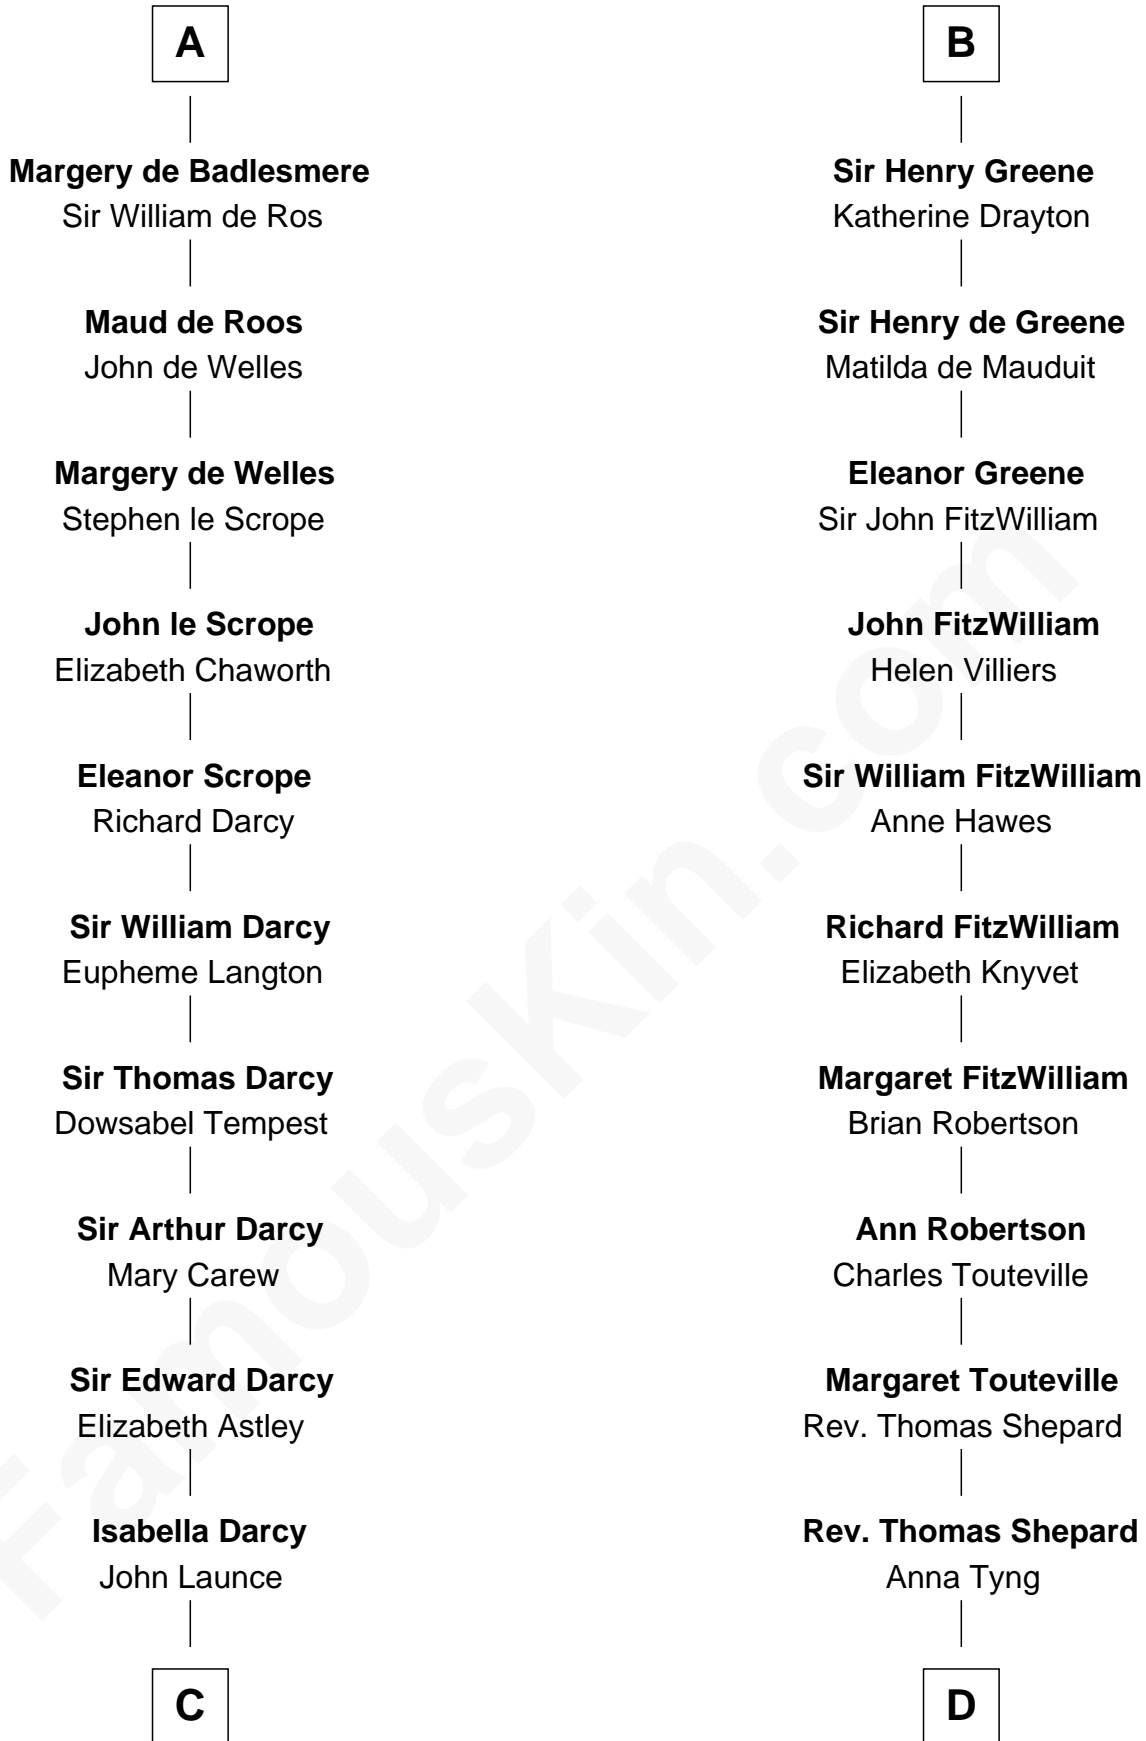 A
Margery de Badlesmere
Sir William de Ros
Maud de Roos
John de Welles
Margery de Welles
Stephen le Scrope
John le Scrope
Elizabeth Chaworth
Eleanor Scrope
Richard Darcy
Sir William Darcy
Eupheme Langton
Sir Thomas Darcy
Dowsabel Tempest
Sir Arthur Darcy
Mary Carew
Sir Edward Darcy
Elizabeth Astley
Isabella Darcy
John Launce
C
B
Sir Henry Greene
Katherine Drayton
Sir Henry de Greene
Matilda de Mauduit
Eleanor Greene
Sir John FitzWilliam
John FitzWilliam
Helen Villiers
Sir William FitzWilliam
Anne Hawes
Richard FitzWilliam
Elizabeth Knyvet
Margaret FitzWilliam
Brian Robertson
Ann Robertson
Charles Touteville
Margaret Touteville
Rev. Thomas Shepard
Rev. Thomas Shepard
Anna Tyng
D
FamousKin.com